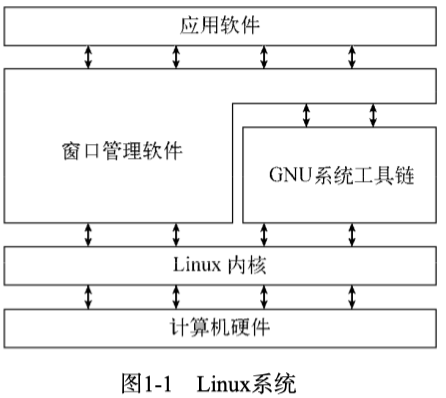 应用软件
窗口管理软件
GNU系统工具链
Linux 内核
计算机硬件
图1-1 Linux系统